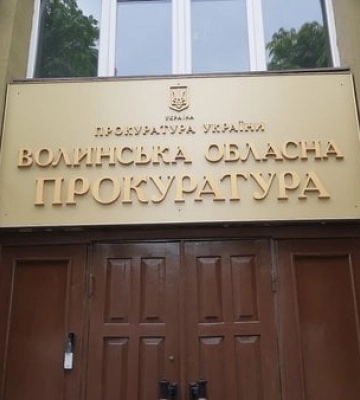 УКРАЇНА
ПРОКУРАТУРА УКРАЇНИ
ВОЛИНСЬКА ОБЛАСНА
ПРОКУРАТУРА